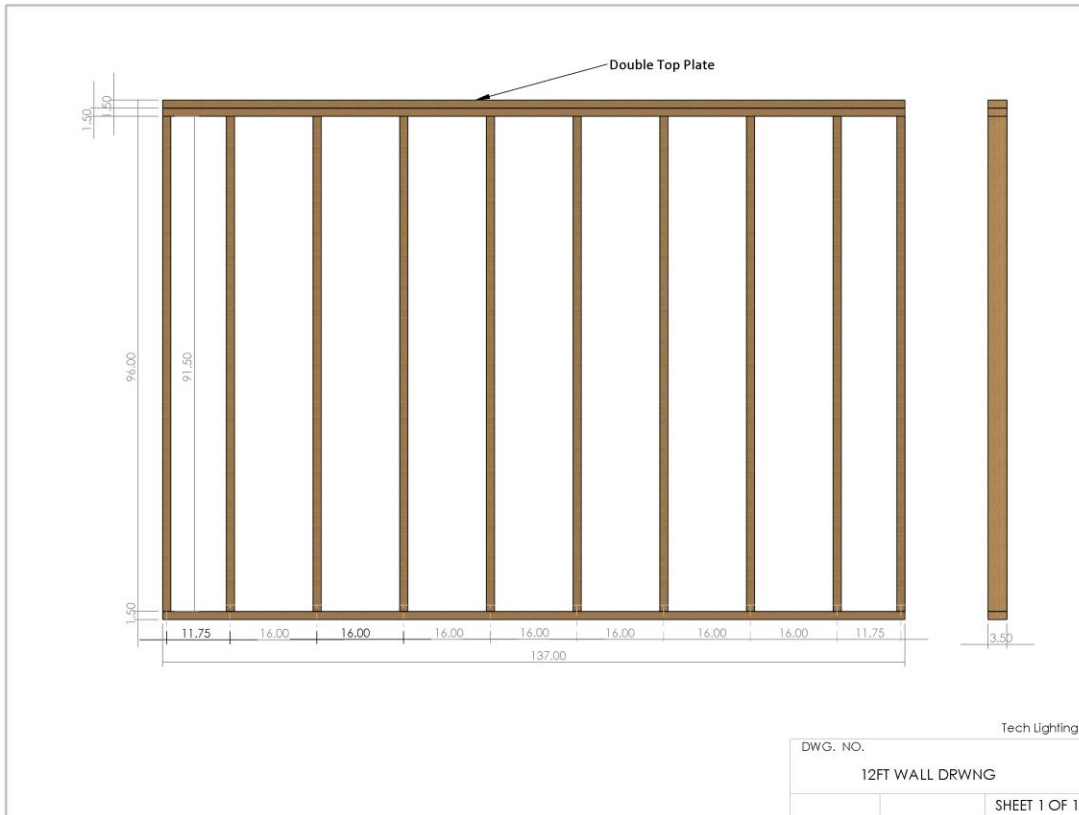 Double Top Plate
1.50
1.50
96.00
91.50
1.50
11.75 16.00 16.00 16.00 16.00 16.00 16.00 16.00 11.75
137.00
3.50
Tech Lighting
DWG. NO.
12FT WALL DRWNG
SHEET 1 OF 1